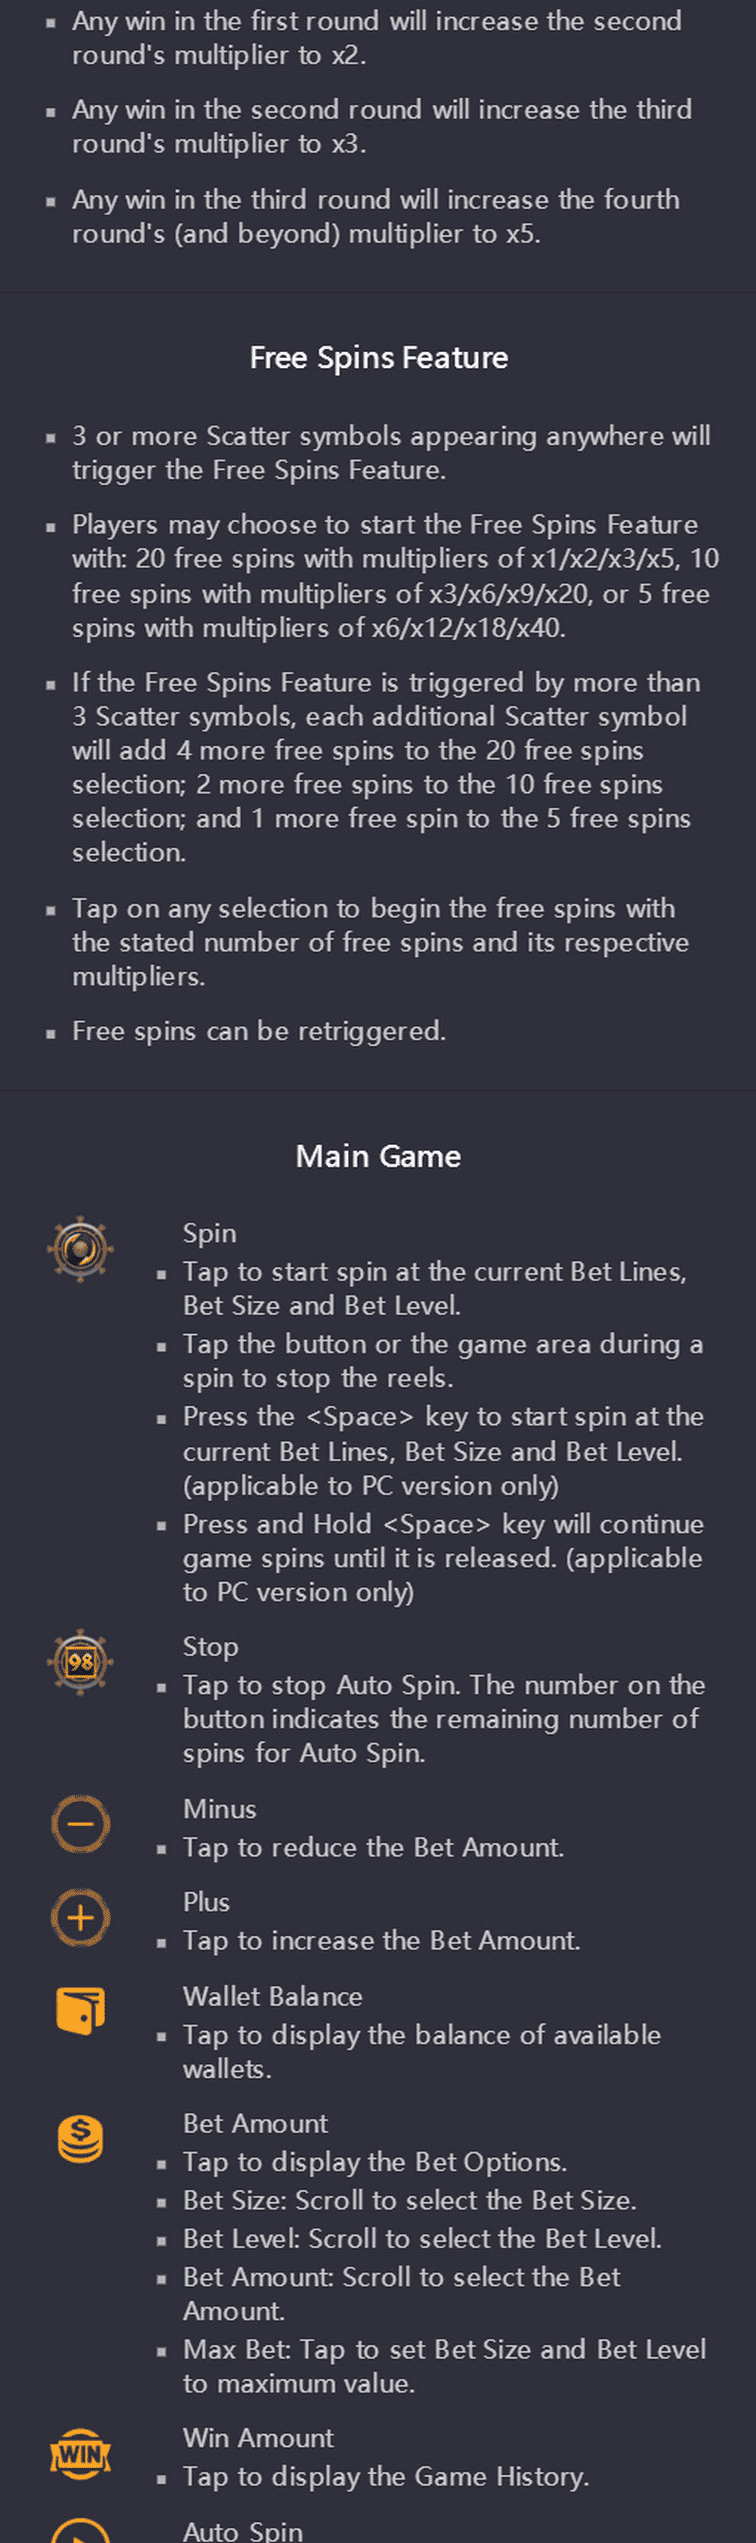 Any win in the first round will increase the second
round's multiplier to x2.
Any win in the second round will increase the third
round's multiplier to x3.
Any win in the third round will increase the fourth
round's (and beyond) multiplier to x5.
Free Spins Feature
3 or more Scatter symbols appearing anywhere will
trigger the Free Spins Feature.
Players may choose to start the Free Spins Feature
with: 20 free spins with multipliers of x1/x2/x3/x5, 10
free spins with multipliers of x3/x6/x9/x20, or 5 free
spins with multipliers of x6/x12/x18/x40.
If the Free Spins Feature is triggered by more than
3 Scatter symbols, each additional Scatter symbol
will add 4 more free spins to the 20 free spins
selection; 2 more free spins to the 10 free spins
selection; and 1 more free spin to the 5 free spins
selection.
Tap on any selection to begin the free spins with
the stated number of free spins and its respective
multipliers.
Free spins can be retriggered.
Main Game
Spin
Tap to start spin at the current Bet Lines,
Bet Size and Bet Level.
Tap the button or the game area during a
spin to stop the reels.
Press the <Space> key to start spin at the
current Bet Lines, Bet Size and Bet Level.
(applicable to PC version only)
Press and Hold <Space> key will continue
game spins until it is released. (applicable
to PC version only)
98
Stop
Tap to stop Auto Spin. The number on the
button indicates the remaining number of
spins for Auto Spin.
Minus
Tap to reduce the Bet Amount.
Plus
Tap to increase the Bet Amount.
Wallet Balance
Tap to display the balance of available
wallets.
$
Bet Amount
Tap to display the Bet Options.
Bet Size: Scroll to select the Bet Size.
Bet Level: Scroll to select the Bet Level.
Bet Amount: Scroll to select the Bet
Amount.
Max Bet: Tap to set Bet Size and Bet Level
to maximum value.
WIN
Win Amount
Tap to display the Game History.
Auto Spin